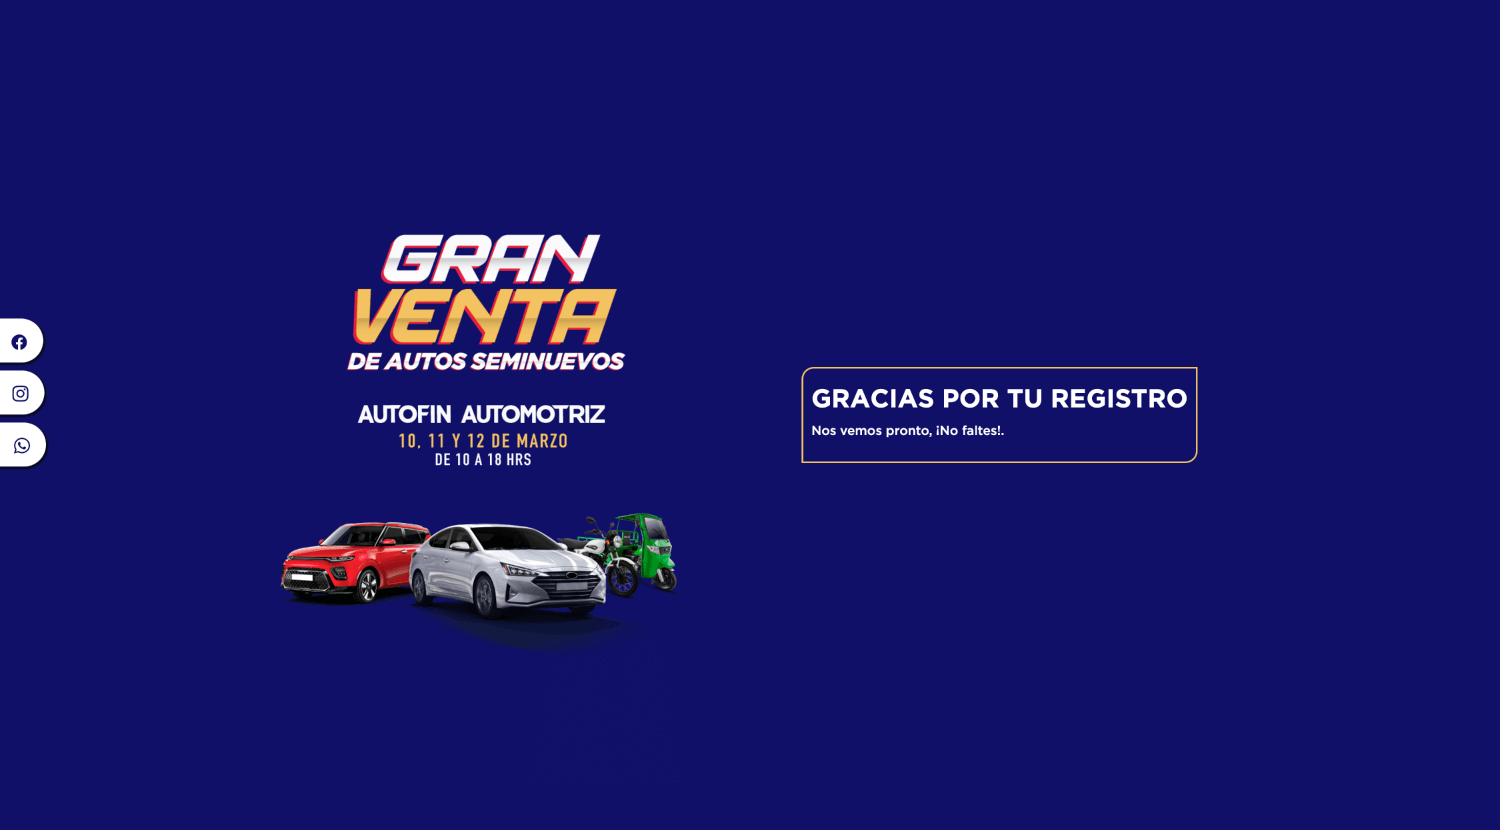 GRAN
VENTA
DE AUTOS SEMINUEVOS
AUTOFIN AUTOMOTRIZ
10, 11 Y 12 DE MARZO
DE 10 A 18 HRS
GRACIAS POR TU REGISTRO
Nos vemos pronto, ¡No faltes!.